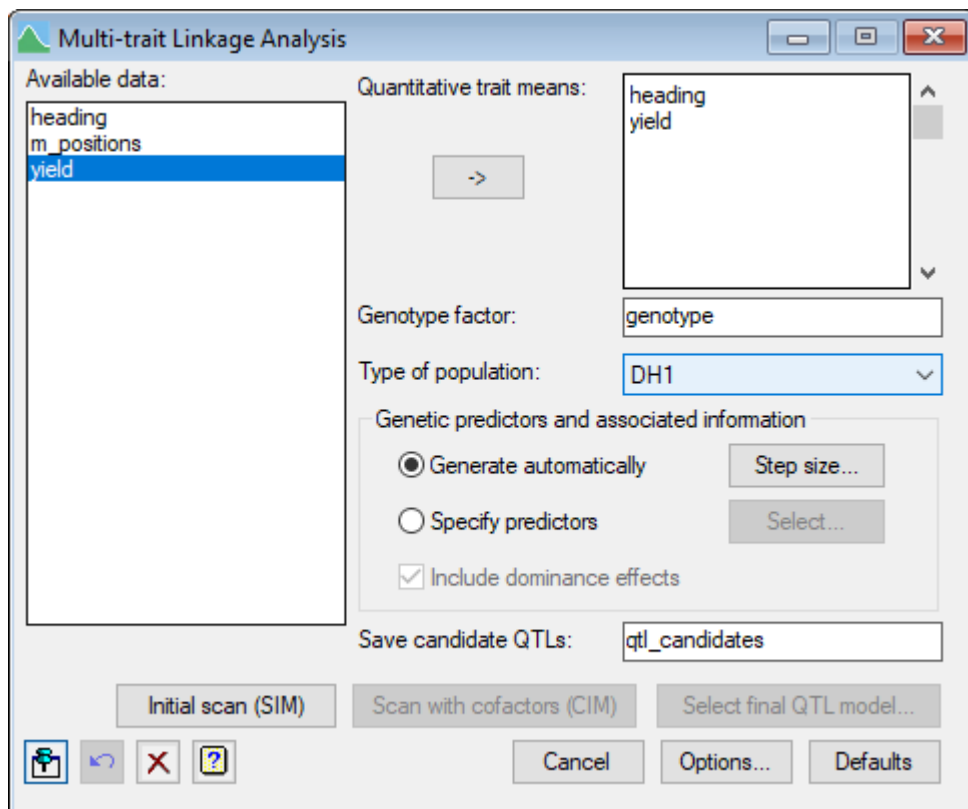 Multi-trait Linkage Analysis
Available data:
heading
m_positions
yield
Quantitative trait means:
heading
yield
->
Genotype factor:
genotype
Type of population:
DH1
Genetic predictors and associated information
Generate automatically
Step size...
Specify predictors
Select...
Include dominance effects
Save candidate QTLs:
qtl_candidates
Initial scan (SIM)
Scan with cofactors (CIM)
Select final QTL model...
?
Cancel
Options...
Defaults